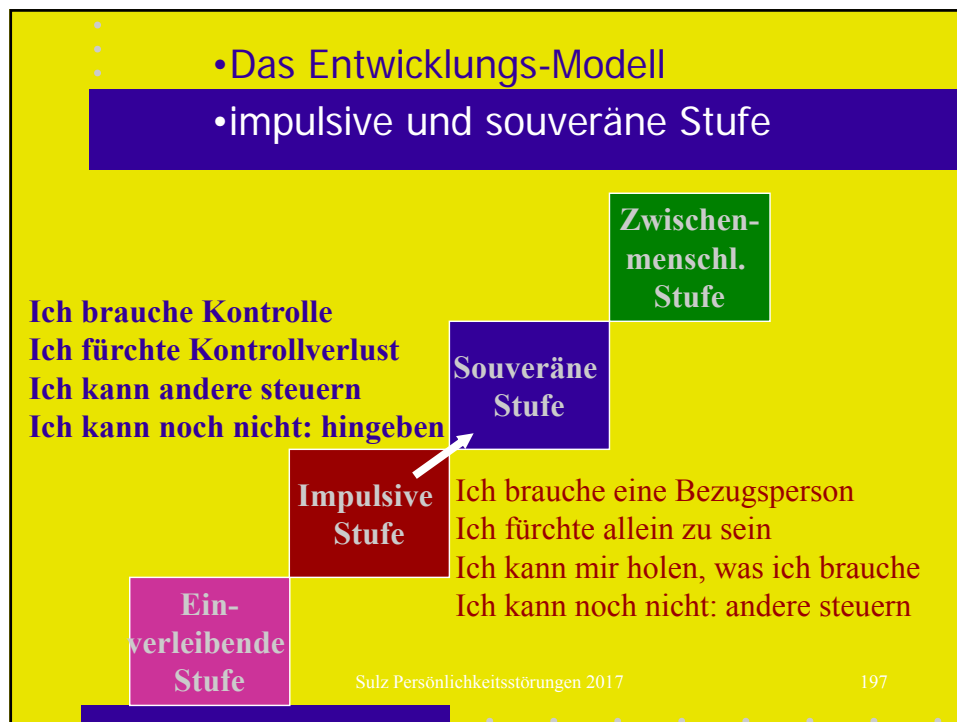 •Das Entwicklungs-Modell
•impulsive und souveräne Stufe
Zwischen-
menschl.
Stufe
Ich brauche Kontrolle
Ich fürchte Kontrollverlust
Ich kann andere steuern
Ich kann noch nicht: hingeben
Souveräne
Stufe
Impulsive
Stufe
Ich brauche eine Bezugsperson
Ich fürchte allein zu sein
Ich kann mir holen, was ich brauche
Ich kann noch nicht: andere steuern
Ein-
verleibende
Stufe
Sulz Persönlichkeitsstörungen 2017
197